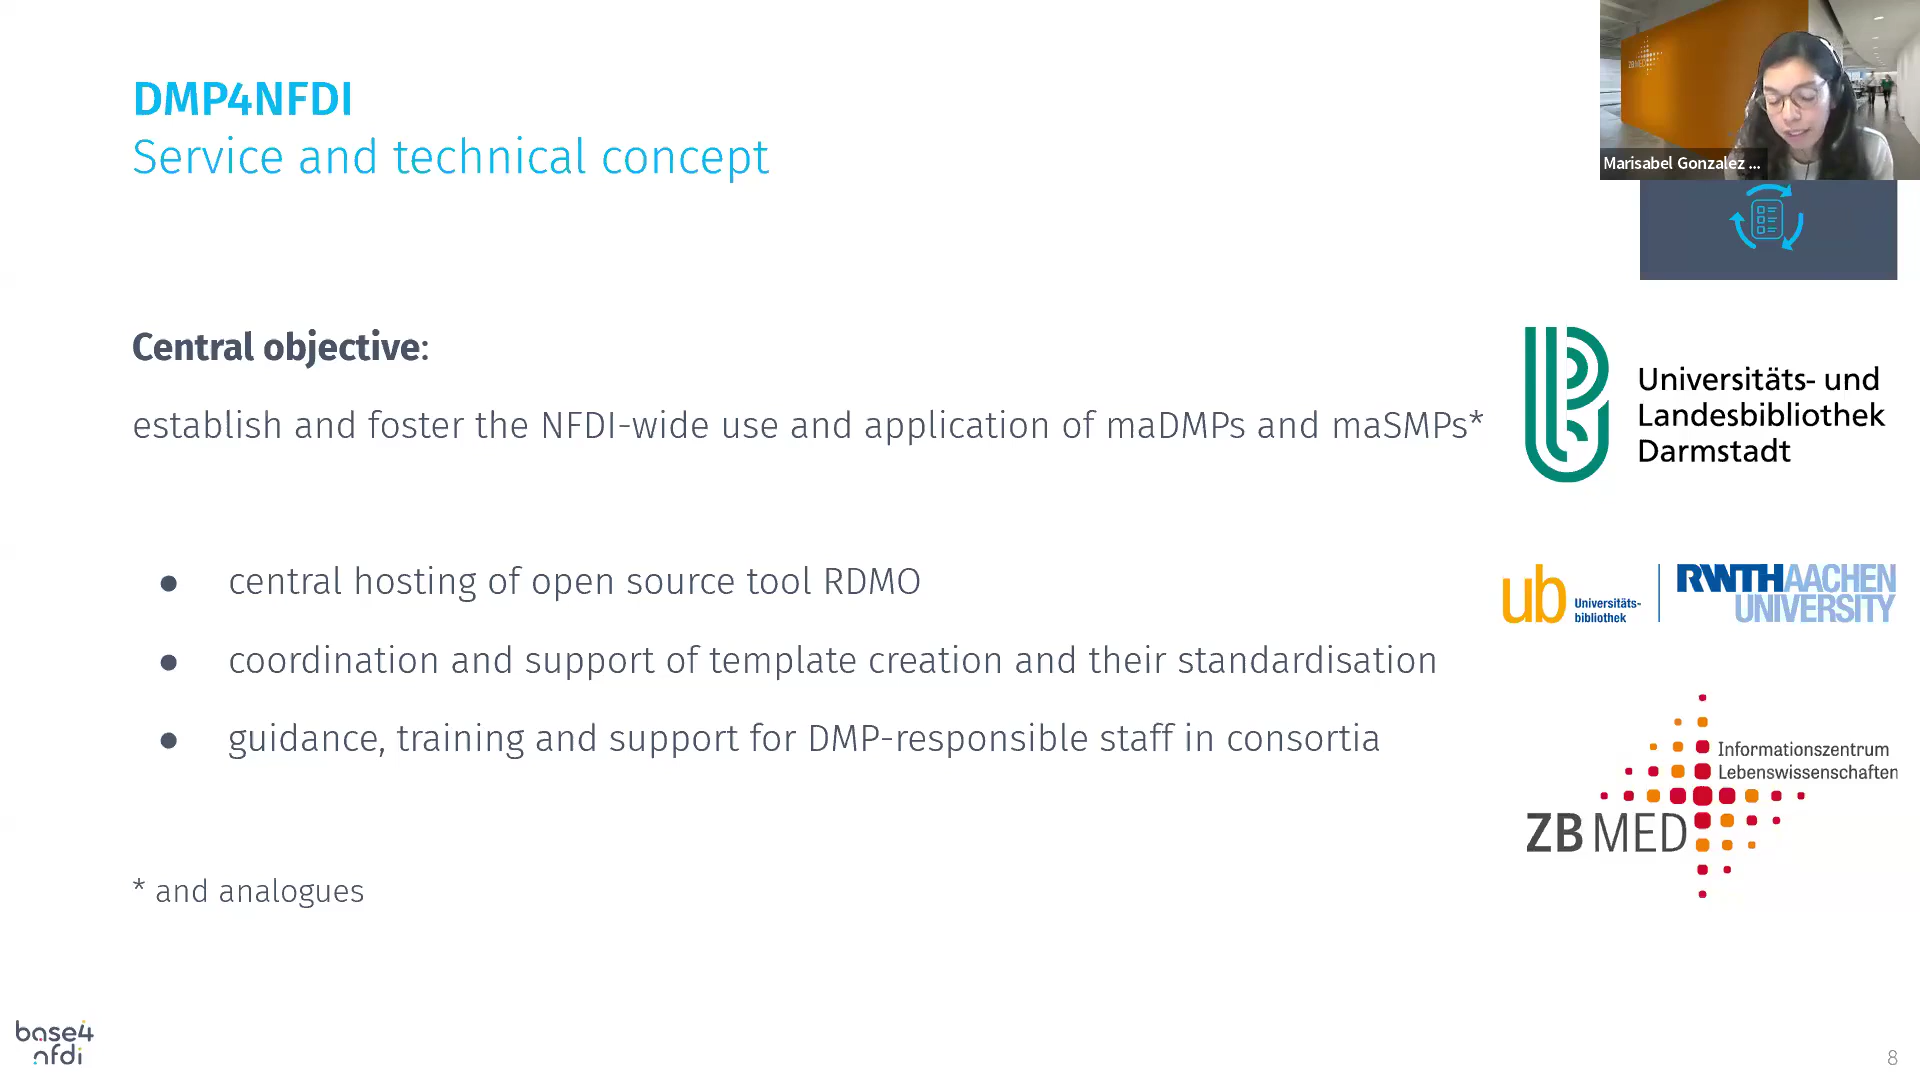 DMP4NFDI
Service and technical concept
ZB MED
Marisabel Gonzalez ...
Central objective:
establish and foster the NFDI-wide use and application of maDMPs and maSMPs*
● central hosting of open source tool RDMO
● coordination and support of template creation and their standardisation
● guidance, training and support for DMP-responsible staff in consortia
* and analogues
Universitäts- und
Landesbibliothek
Darmstadt
ub Universitäts-
bibliothek
RWTHAACHEN
UNIVERSITY
Informationszentrum
Lebenswissenschaften
ZB MED
base4
nfdi
8